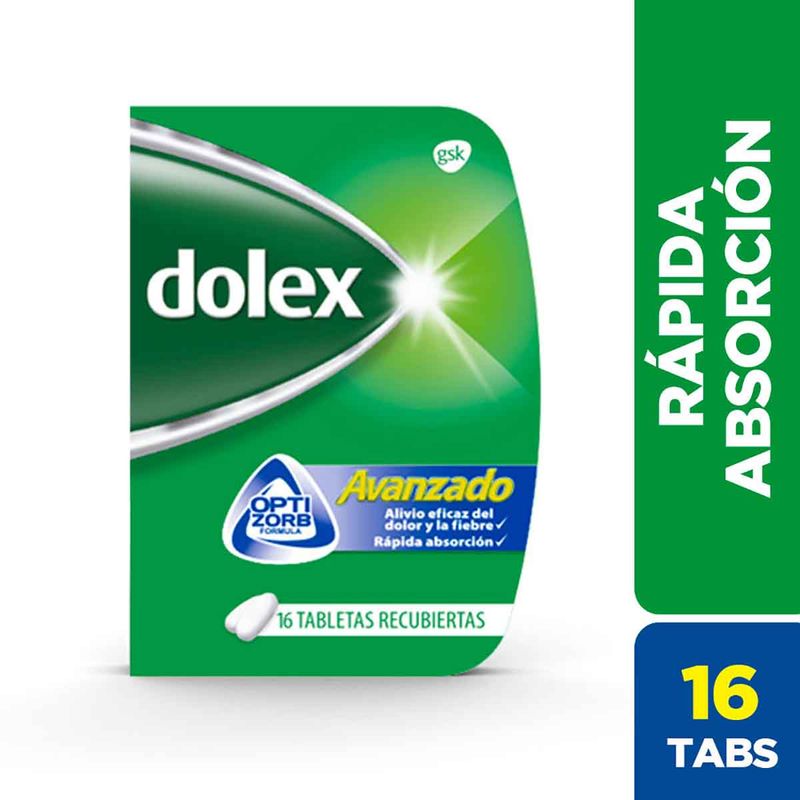 gsk
dolex
OPTI
ZORB
FORMULA
Avanzado
Alivio eficaz del
dolor y la fiebre✓
Rápida absorción✓
16 TABLETAS RECUBIERTAS
RÁPIDA
ABSORCIÓN
16
TABS